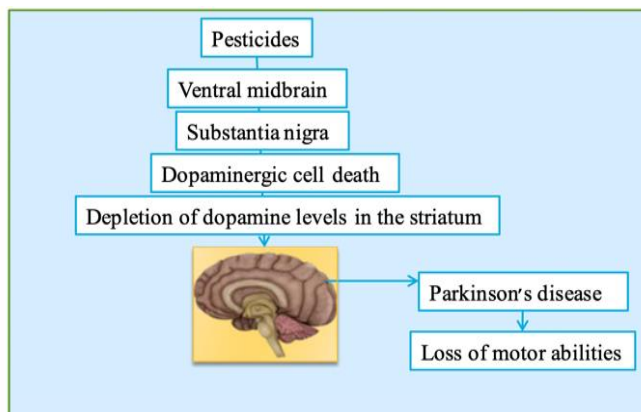 Pesticides
Ventral midbrain
Substantia nigra
Dopaminergic cell death
Depletion of dopamine levels in the striatum
Parkinson's disease
Loss of motor abilities